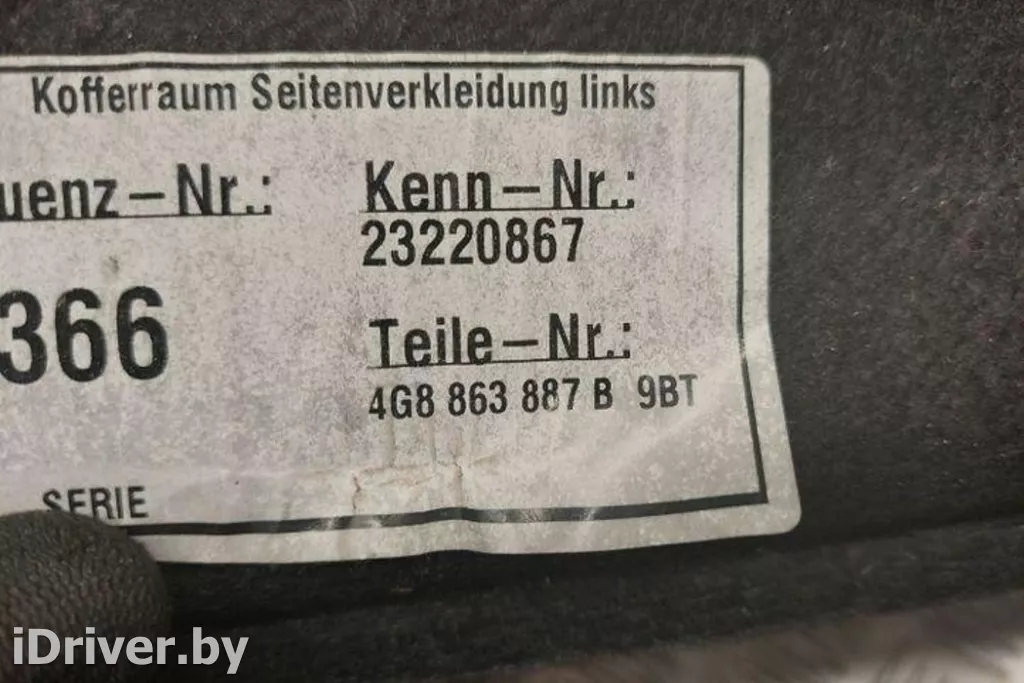 Kofferraum Seitenverkleidung links
uenz-Nr.:
Kenn-Nr.:
23220867
366
Teile-Nr.:
4G8 863 887 B 9BT
SERIE
iDriver.by